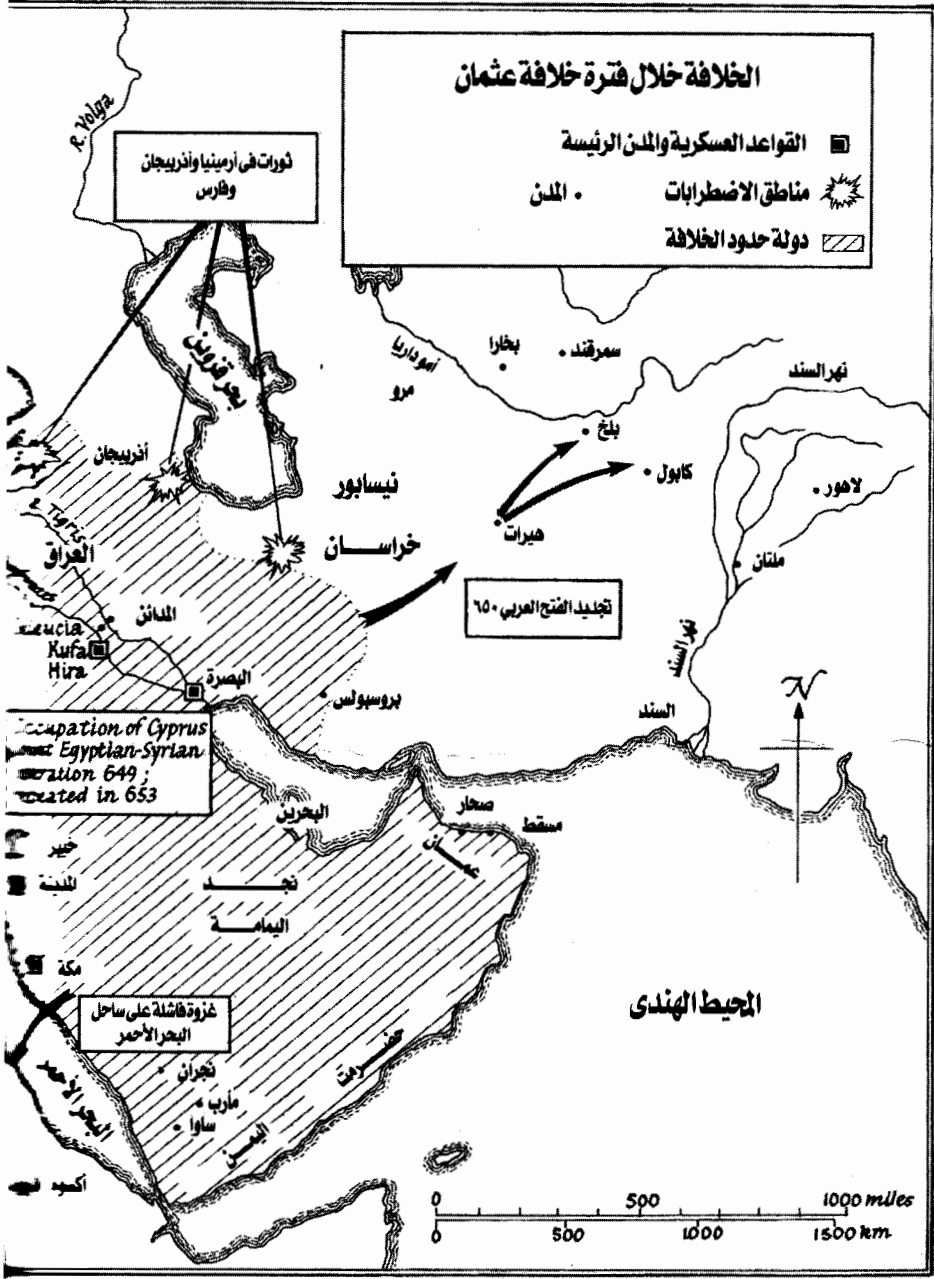 الخلافة خلال فترة خلافة عثمان
القواعد العسكرية والمدن الرئيسة
مناطق الاضطرابات
• المدن
دولة حدود الخلافة
R. Volga
ثورات فى أرمينيا وأذربيجان
وفارس
بحر قزوين
أموداريا
بخارا
سمرقند
مرو
نهر السند
بلخ
كابول
لاهور
ملتان
هيرات
أذربيجان
نيسابور
خراسان
R. Tigris
العراق
المدائن
Kufa
Hira
البصرة
بروسبولس
تجديد الفتح العربي ٦٥٠
نهر السند
السند
N
of Cyprus
Egyptian-Syrian
649 ;
in 653
البحرين
صحار
مسقط
عمان
خيبر
المدينة
نجد
اليمامة
مكة
غزوة فاشلة على ساحل
البحر الأحمر
المحيط الهندى
حضرموت
نجران
مأرب
ساوا
اليمن
البحر الأحمر
0 500 1000 miles
0 500 1000 1500 km